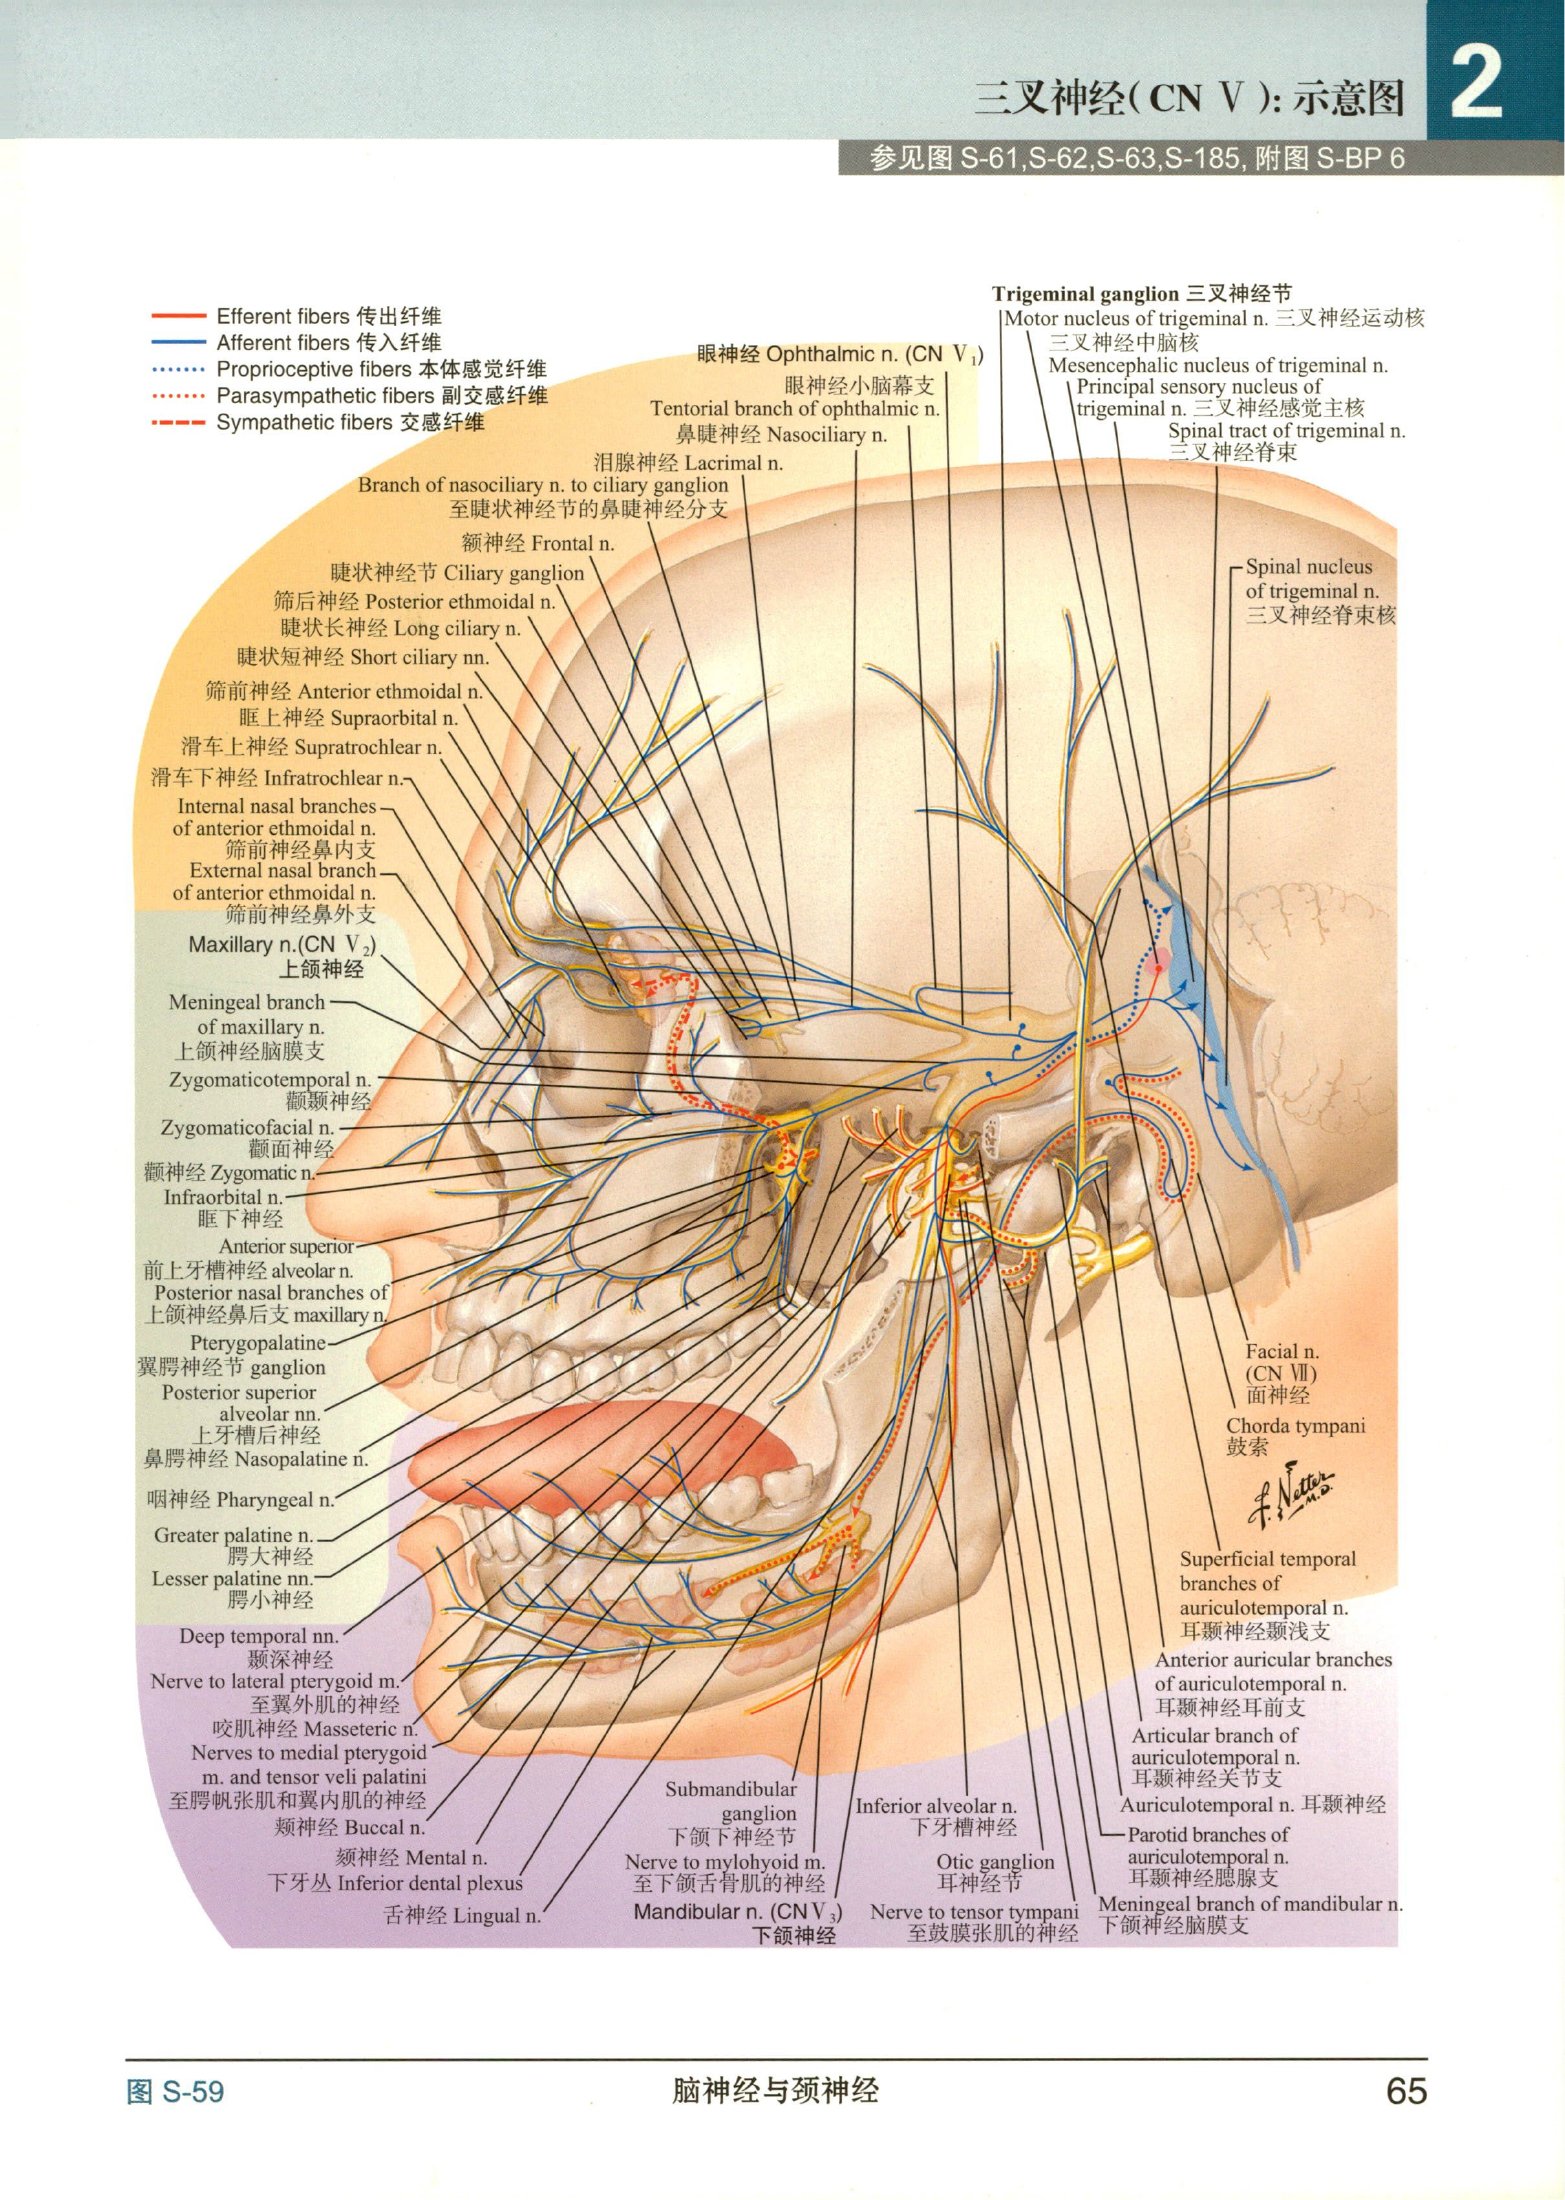 2
三叉神经(CN Ⅴ): 示意图
参见图 S-61,S-62,S-63,S-185, 附图 S-BP 6
Efferent fibers 传出纤维
Afferent fibers 传入纤维
Proprioceptive fibers 本体感觉纤维
Parasympathetic fibers 副交感纤维
Sympathetic fibers 交感纤维
眼神经 Ophthalmic n. (CN Ⅴ1)
眼神经小脑幕支
Tentorial branch of ophthalmic n.
鼻睫神经 Nasociliary n.
泪腺神经 Lacrimal n.
Branch of nasociliary n. to ciliary ganglion
至睫状神经节的鼻睫神经分支
额神经 Frontal n.
睫状神经节 Ciliary ganglion
筛后神经 Posterior ethmoidal n.
睫状长神经 Long ciliary n.
睫状短神经 Short ciliary nn.
筛前神经 Anterior ethmoidal n.
眶上神经 Supraorbital n.
滑车上神经 Supratrochlear n.
滑车下神经 Infratrochlear n.
Internal nasal branches
of anterior ethmoidal n.
筛前神经鼻内支
External nasal branch
of anterior ethmoidal n.
筛前神经鼻外支
Maxillary n.(CN Ⅴ2)
上颌神经
Meningeal branch
of maxillary n.
上颌神经脑膜支
Zygomaticotemporal n.
颧颞神经
Zygomaticofacial n.
颧面神经
颧神经 Zygomatic n.
Infraorbital n.
眶下神经
Anterior superior
前上牙槽神经 alveolar n.
Posterior nasal branches of
上颌神经鼻后支 maxillary n.
Pterygopalatine
翼腭神经节 ganglion
Posterior superior
alveolar nn.
上牙槽后神经
鼻腭神经 Nasopalatine n.
咽神经 Pharyngeal n.
Greater palatine n.
腭大神经
Lesser palatine nn.
腭小神经
Deep temporal nn.
颞深神经
Nerve to lateral pterygoid m.
至翼外肌的神经
咬肌神经 Masseteric n.
Nerves to medial pterygoid
m. and tensor veli palatini
至腭帆张肌和翼内肌的神经
颊神经 Buccal n.
颏神经 Mental n.
下牙丛 Inferior dental plexus
舌神经 Lingual n.
Trigeminal ganglion 三叉神经节
Motor nucleus of trigeminal n. 三叉神经运动核
三叉神经中脑核
Mesencephalic nucleus of trigeminal n.
Principal sensory nucleus of
trigeminal n. 三叉神经感觉主核
Spinal tract of trigeminal n.
三叉神经脊束
Spinal nucleus
of trigeminal n.
三叉神经脊束核
Facial n.
(CN Ⅶ)
面神经
Chorda tympani
鼓索
F. Netter
M.D.
Superficial temporal
branches of
auriculotemporal n.
耳颞神经颞浅支
Anterior auricular branches
of auriculotemporal n.
耳颞神经耳前支
Articular branch of
auriculotemporal n.
耳颞神经关节支
Auriculotemporal n. 耳颞神经
Parotid branches of
auriculotemporal n.
耳颞神经腮腺支
Meningeal branch of mandibular n.
下颌神经脑膜支
Submandibular
ganglion
下颌下神经节
Nerve to mylohyoid m.
至下颌舌骨肌的神经
Mandibular n. (CN Ⅴ3)
下颌神经
Inferior alveolar n.
下牙槽神经
Otic ganglion
耳神经节
Nerve to tensor tympani
至鼓膜张肌的神经
图 S-59
脑神经与颈神经
65